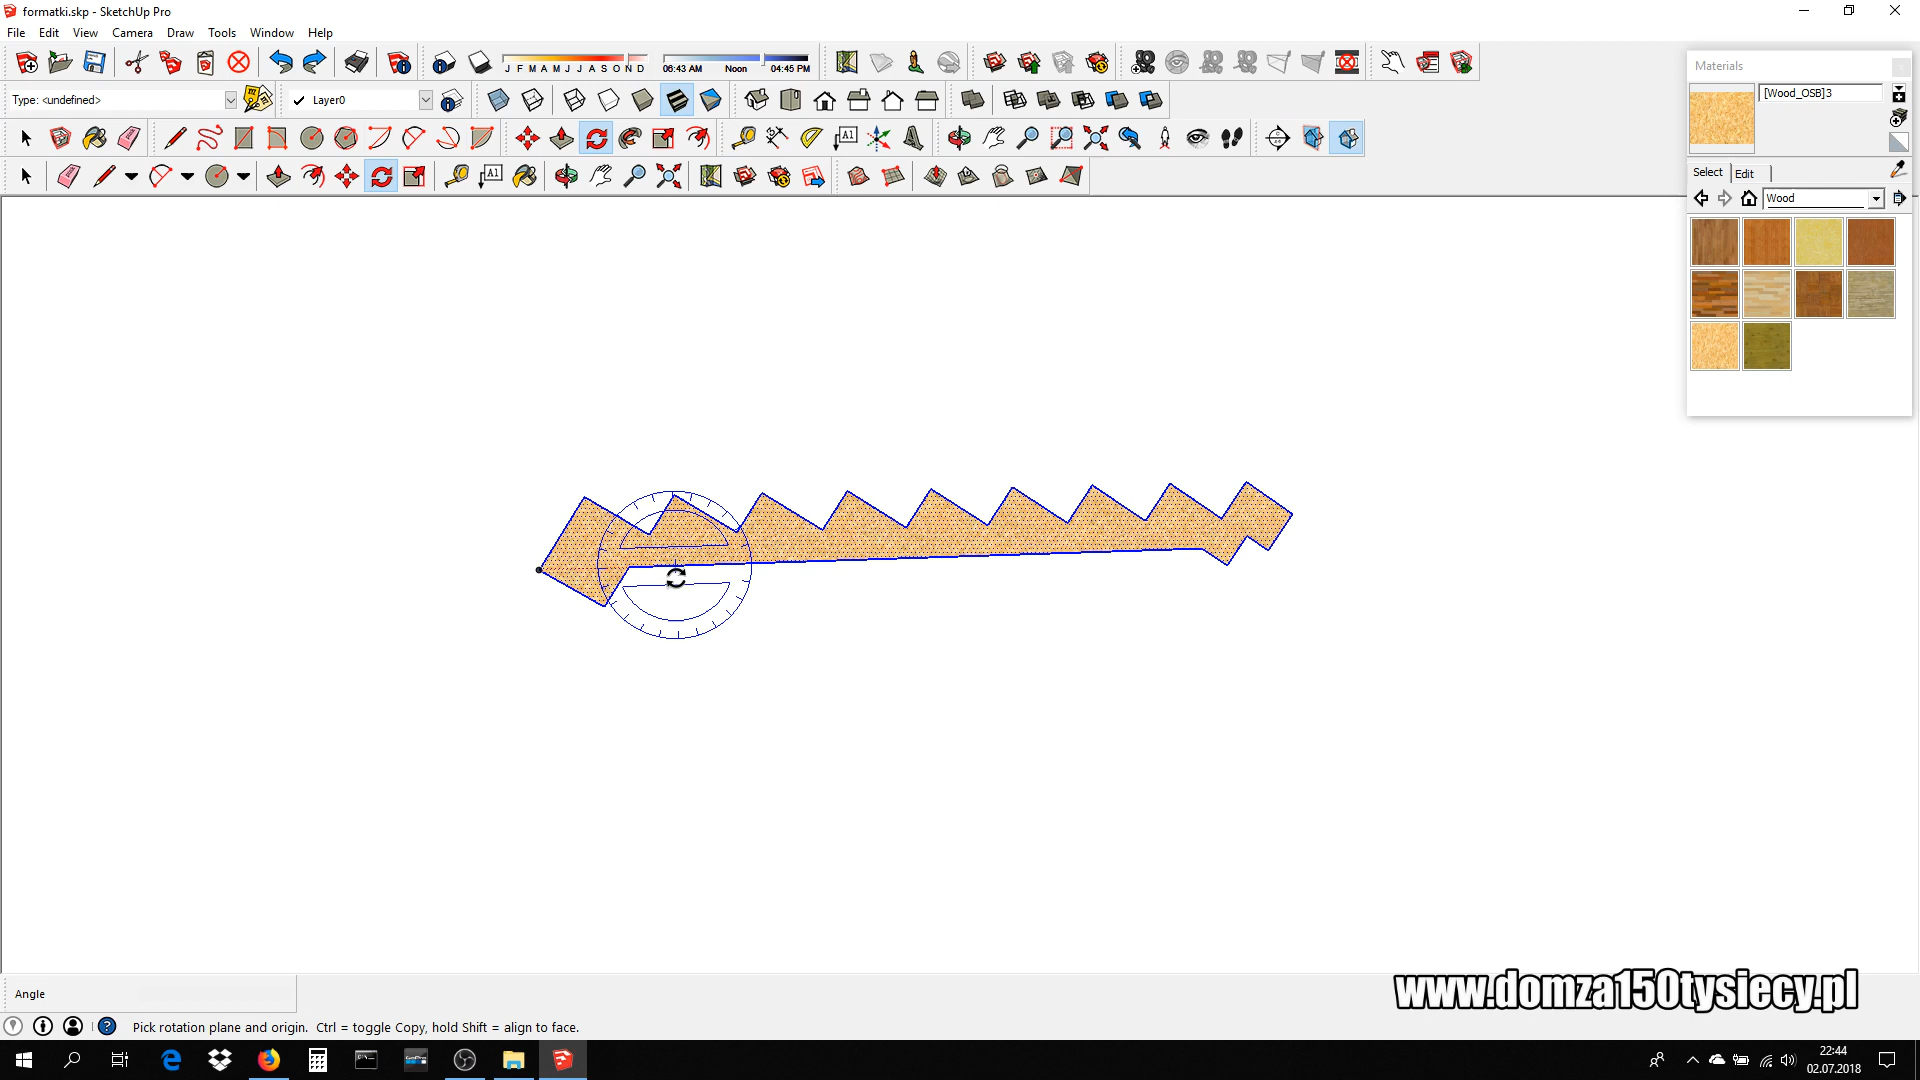 formatki.skp - SketchUp Pro
File Edit View Camera Draw Tools Window Help
J F M A M J J A S O N D
06:43 AM Noon 04:45 PM
Type: <undefined>
Layer0
A1
A1
Materials
[Wood_OSB]3
Select Edit
Wood
Angle
www.domza150tysiecy.pl
Pick rotation plane and origin. Ctrl = toggle Copy, hold Shift = align to face.
22:44
02.07.2018